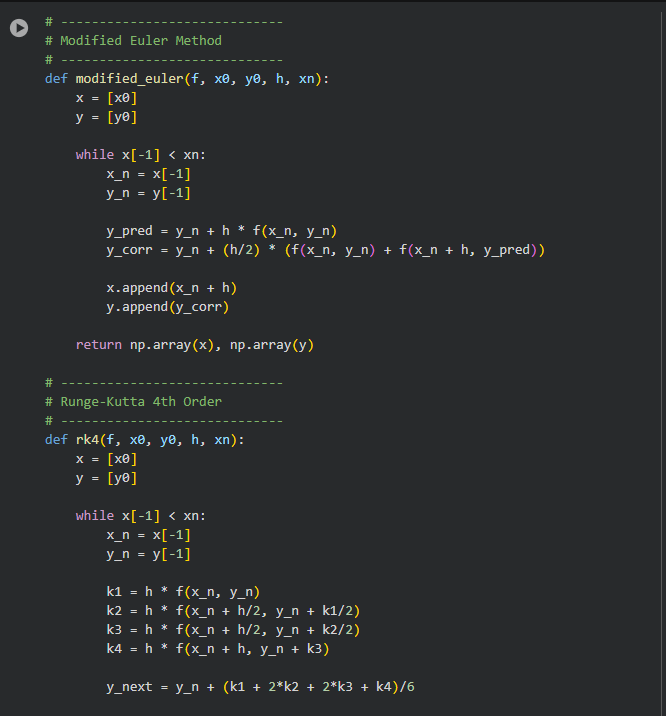 # -----------------------------
# Modified Euler Method
# -----------------------------
def modified_euler(f, x0, y0, h, xn):
    x = [x0]
    y = [y0]

    while x[-1] < xn:
        x_n = x[-1]
        y_n = y[-1]

        y_pred = y_n + h * f(x_n, y_n)
        y_corr = y_n + (h/2) * (f(x_n, y_n) + f(x_n + h, y_pred))

        x.append(x_n + h)
        y.append(y_corr)

    return np.array(x), np.array(y)

# -----------------------------
# Runge-Kutta 4th Order
# -----------------------------
def rk4(f, x0, y0, h, xn):
    x = [x0]
    y = [y0]

    while x[-1] < xn:
        x_n = x[-1]
        y_n = y[-1]

        k1 = h * f(x_n, y_n)
        k2 = h * f(x_n + h/2, y_n + k1/2)
        k3 = h * f(x_n + h/2, y_n + k2/2)
        k4 = h * f(x_n + h, y_n + k3)

        y_next = y_n + (k1 + 2*k2 + 2*k3 + k4)/6